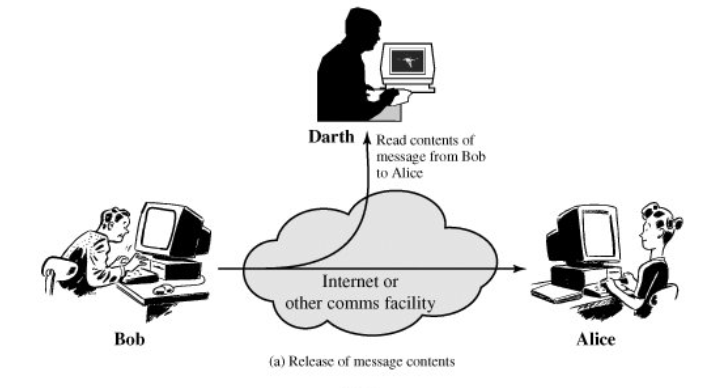 Darth
Read contents of
message from Bob
to Alice
Internet or
other comms facility
Bob
Alice
(a) Release of message contents